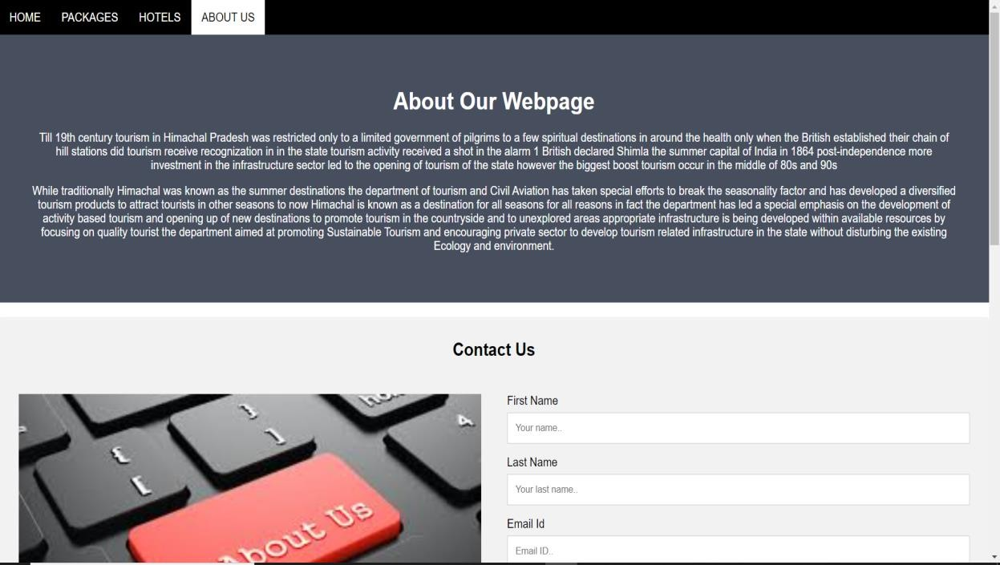 HOME PACKAGES HOTELS ABOUT US
About Our Webpage
Till 19th century tourism in Himachal Pradesh was restricted only to a limited government of pilgrims to a few spiritual destinations in around the health only when the British established their chain of
hill stations did tourism receive recognization in in the state tourism activity received a shot in the alarm 1 British declared Shimla the summer capital of India in 1864 post-independence more
investment in the infrastructure sector led to the opening of tourism of the state however the biggest boost tourism occur in the middle of 80s and 90s
While traditionally Himachal was known as the summer destinations the department of tourism and Civil Aviation has taken special efforts to break the seasonality factor and has developed a diversified
tourism products to attract tourists in other seasons to now Himachal is known as a destination for all seasons for all reasons in fact the department has led a special emphasis on the development of
activity based tourism and opening up of new destinations to promote tourism in the countryside and to unexplored areas appropriate infrastructure is being developed within available resources by
focusing on quality tourist the department aimed at promoting Sustainable Tourism and encouraging private sector to develop tourism related infrastructure in the state without disturbing the existing
Ecology and environment.
Contact Us
{
[
}
]
4
About Us
First Name
Your name..
Last Name
Your last name..
Email Id
Email ID..